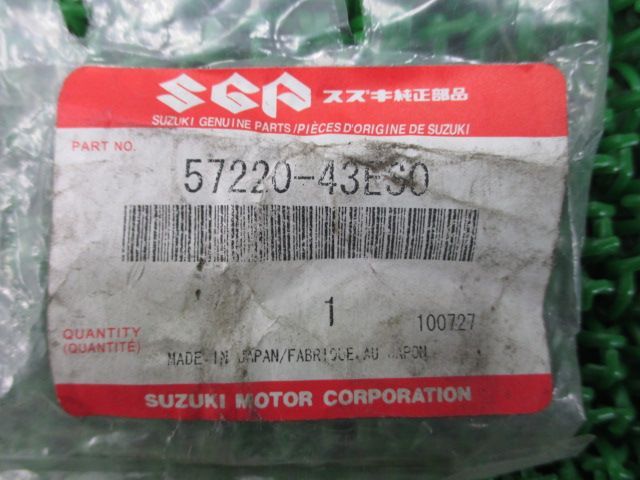 SGP スズキ純正部品
SUZUKI GENUINE PARTS/PIÈCES D'ORIGINE DE SUZUKI
PART NO.
57220-43E30
1
100727
QUANTITY
(QUANTITÉ)
MADE IN JAPAN/FABRIQUE AU JAPON
SUZUKI MOTOR CORPORATION